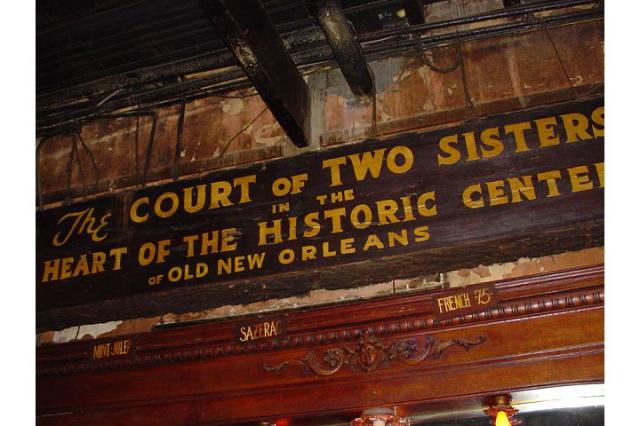 The COURT OF TWO SISTERS
IN THE
HEART OF THE HISTORIC CENTER
OF OLD NEW ORLEANS
MINT JULEP
SAZERAC
FRENCH 75